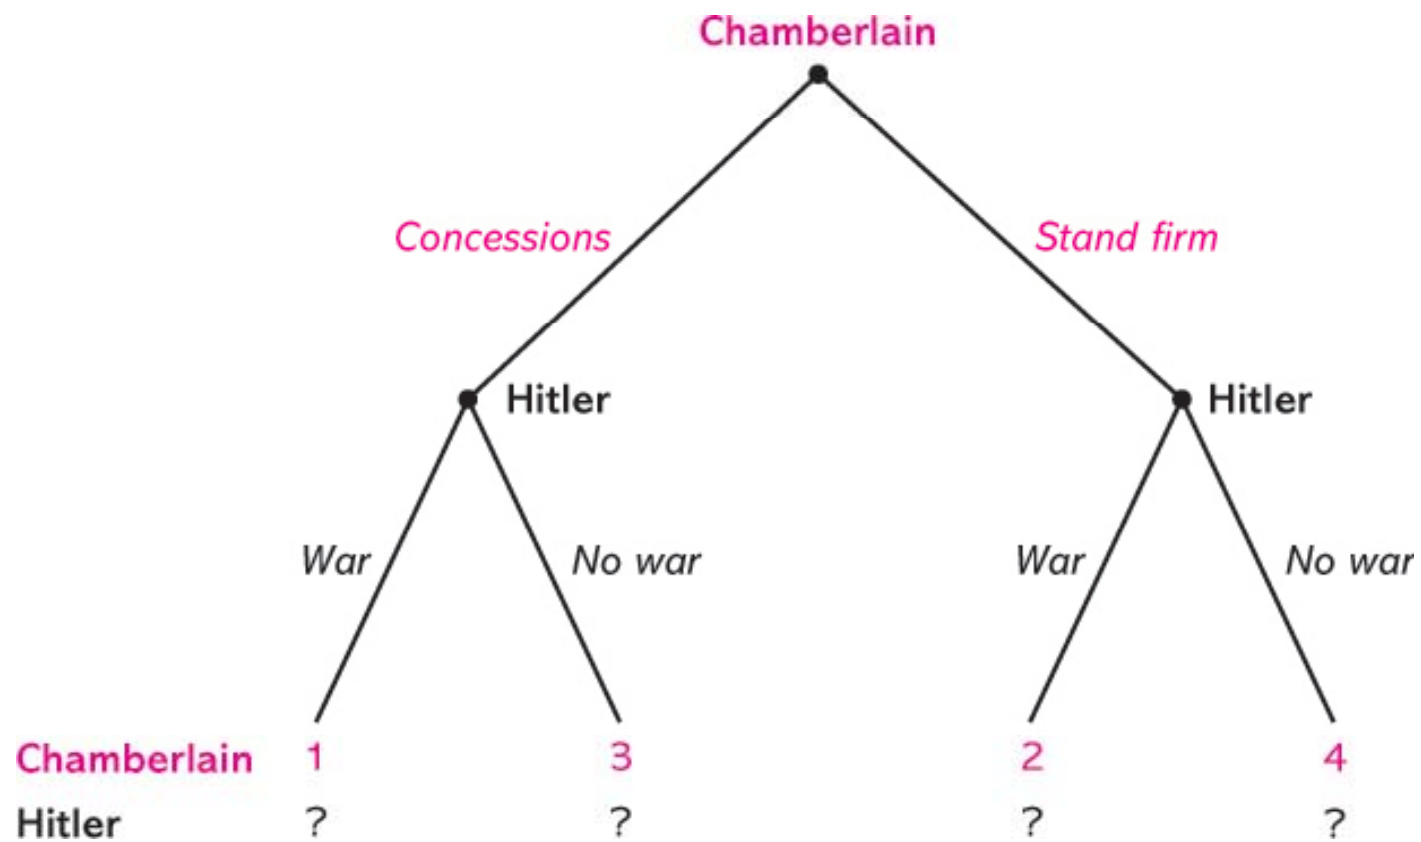 Chamberlain
Concessions Stand firm
Hitler Hitler
War No war War No war
Chamberlain 1 3 2 4
Hitler ? ? ? ?